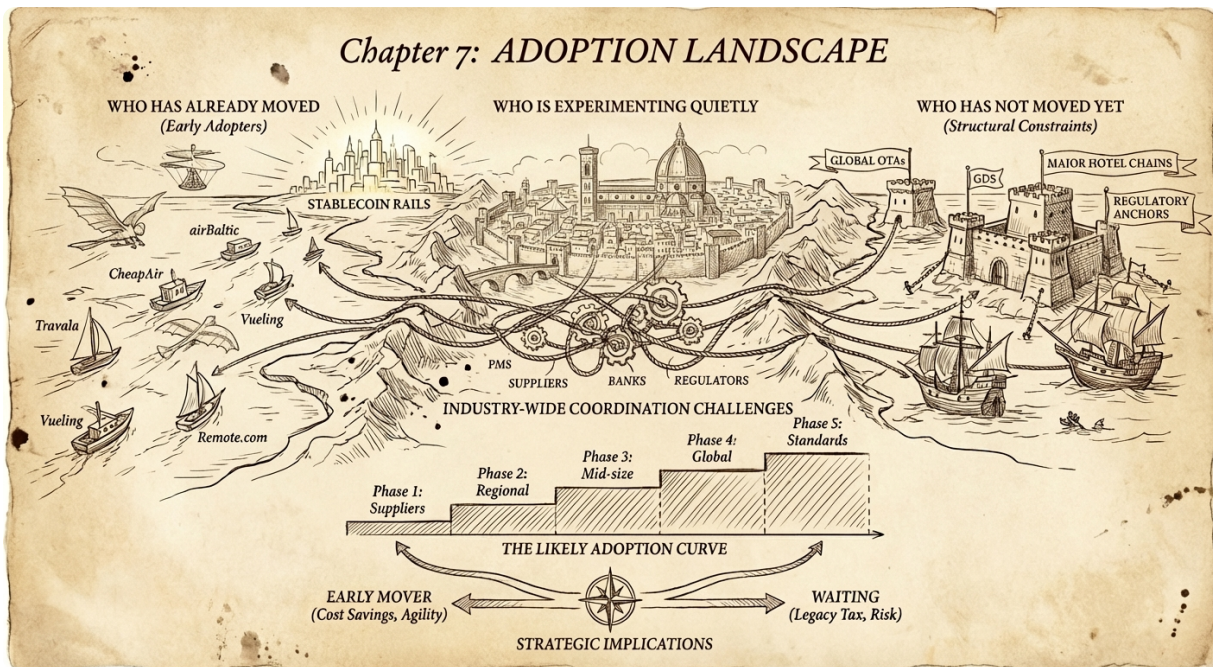 Chapter 7: ADOPTION LANDSCAPE
WHO HAS ALREADY MOVED
(Early Adopters)
STABLECOIN RAILS
airBaltic
CheapAir
Vueling
Travala
Vueling
Remote.com
WHO IS EXPERIMENTING QUIETLY
WHO HAS NOT MOVED YET
(Structural Constraints)
GLOBAL OTAs
GDS
MAJOR HOTEL CHAINS
REGULATORY
ANCHORS
PMS
SUPPLIERS
BANKS
REGULATORS
INDUSTRY-WIDE COORDINATION CHALLENGES
Phase 1:
Suppliers
Phase 2:
Regional
Phase 3:
Mid-size
Phase 4:
Global
Phase 5:
Standards
THE LIKELY ADOPTION CURVE
EARLY MOVER
(Cost Savings, Agility)
WAITING
(Legacy Tax, Risk)
STRATEGIC IMPLICATIONS